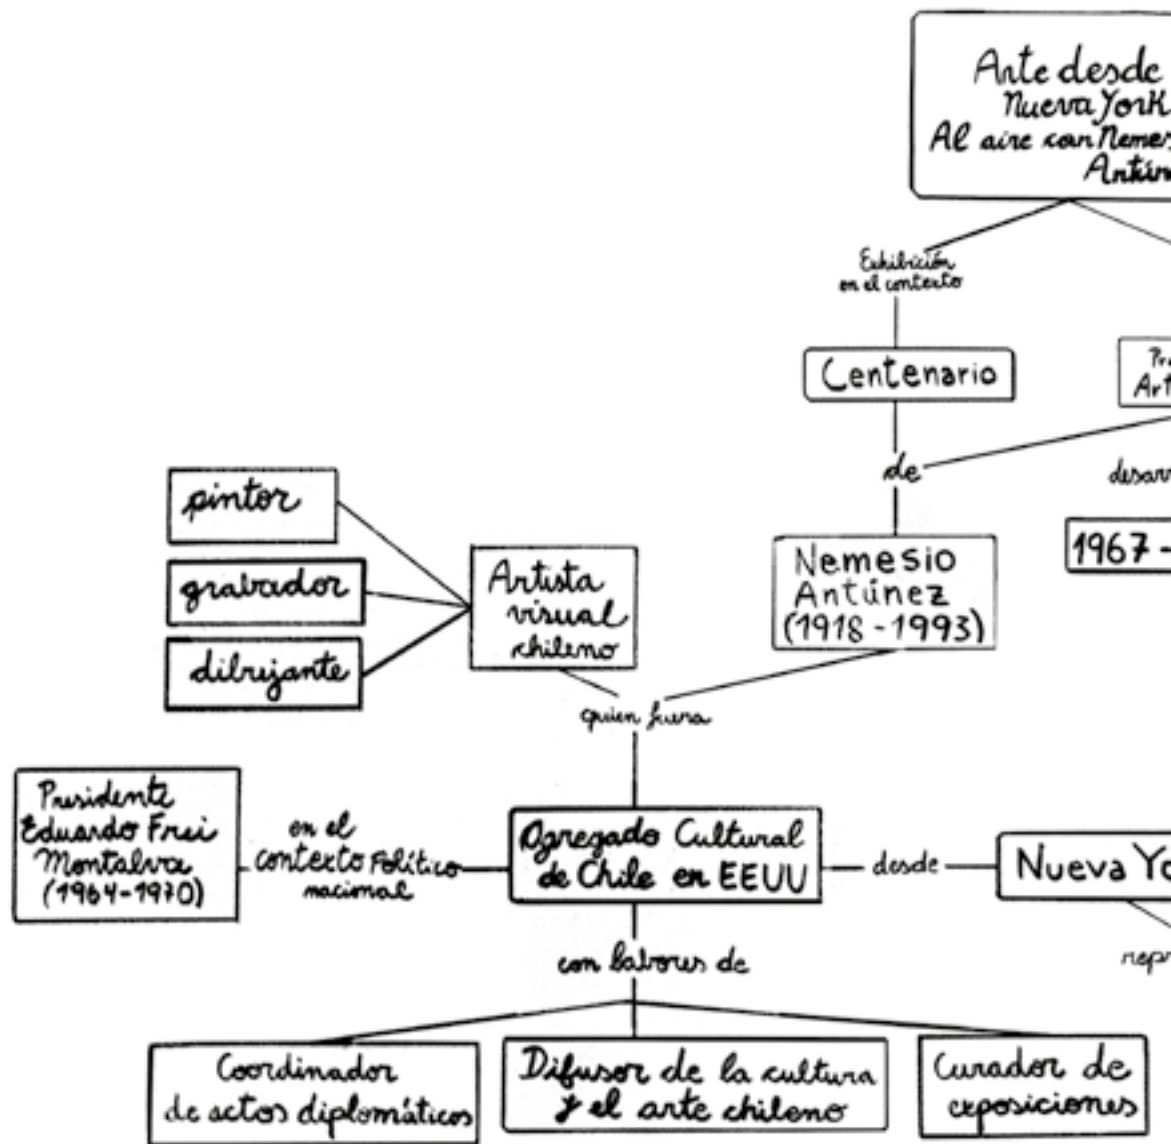 Arte desde
Nueva York
Al aire con Nemes
Antún
Exhibición
en el contexto
Centenario
Art
de
desarr
pintor
grabador
dibujante
Artista
visual
chileno
Nemesio
Antúnez
(1918-1993)
1967-
quien fuera
Presidente
Eduardo Frei
Montalva
(1964-1970)
en el
contexto Político
nacional
Agregado Cultural
de Chile en EEUU
desde
Nueva Yo
con labores de
repr
Coordinador
de actos diplomáticos
Difusor de la cultura
y el arte chileno
Curador de
exposiciones